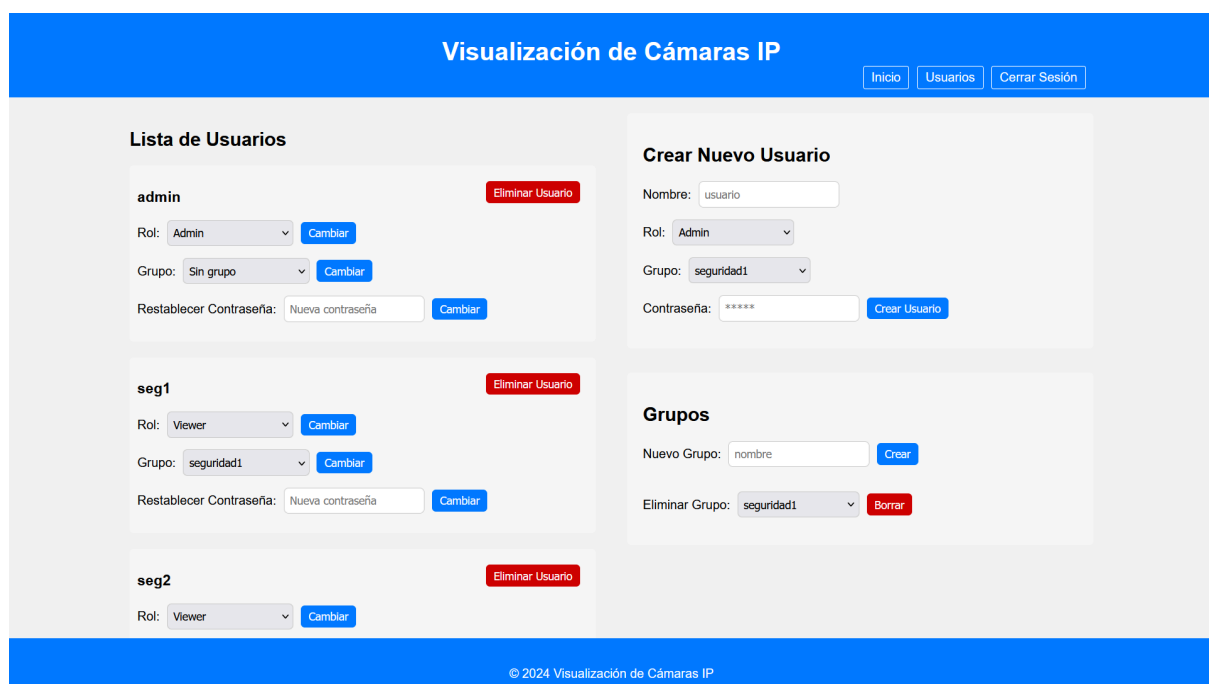 Visualización de Cámaras IP
Inicio Usuarios Cerrar Sesión
Lista de Usuarios
admin Eliminar Usuario
Rol: Admin Cambiar
Grupo: Sin grupo Cambiar
Restablecer Contraseña: Nueva contraseña Cambiar
seg1 Eliminar Usuario
Rol: Viewer Cambiar
Grupo: seguridad1 Cambiar
Restablecer Contraseña: Nueva contraseña Cambiar
seg2 Eliminar Usuario
Rol: Viewer Cambiar
Crear Nuevo Usuario
Nombre: usuario
Rol: Admin
Grupo: seguridad1
Contraseña: ***** Crear Usuario
Grupos
Nuevo Grupo: nombre Crear
Eliminar Grupo: seguridad1 Borrar
© 2024 Visualización de Cámaras IP